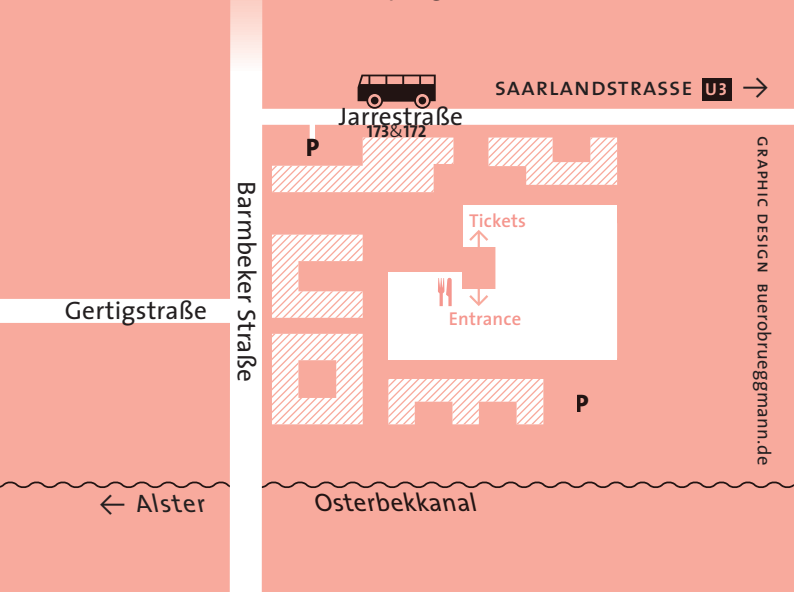 SAARLANDSTRASSE U3 →
Jarrestraße
173&172
P
Barmbeker Straße
Gertigstraße
Tickets
Entrance
P
← Alster
Osterbekkanal
GRAPHIC DESIGN Buerobrueggmann.de